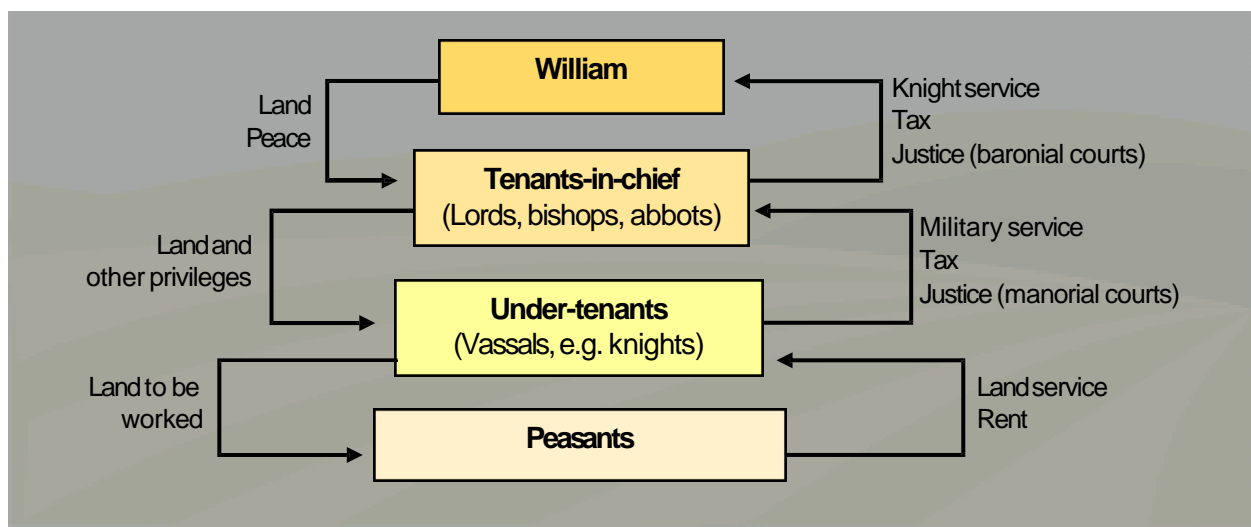 William
Land
Peace
Knight service
Tax
Justice (baronial courts)
Tenants-in-chief
(Lords, bishops, abbots)
Land and
other privileges
Military service
Tax
Justice (manorial courts)
Under-tenants
(Vassals, e.g. knights)
Land to be
worked
Land service
Rent
Peasants